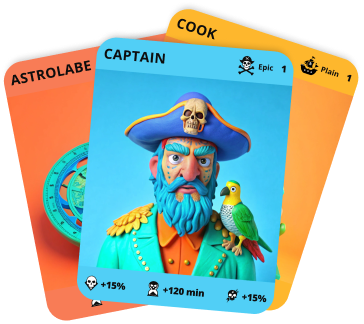 ASTROLABE
CAPTAIN
Epic 1
COOK
Plain 1
+15%
+120 min
+15%